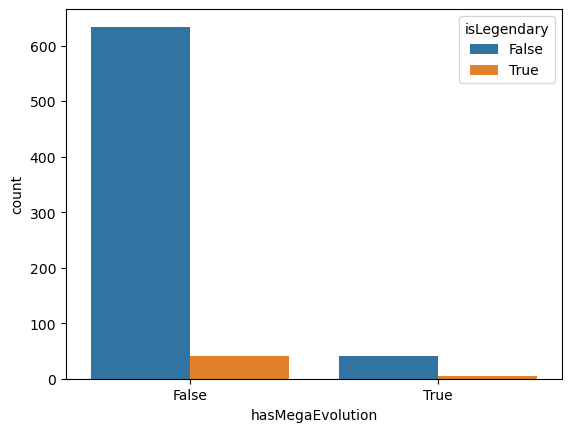 isLegendary
False
True
600
500
400
300
200
100
0
count
False True
hasMegaEvolution